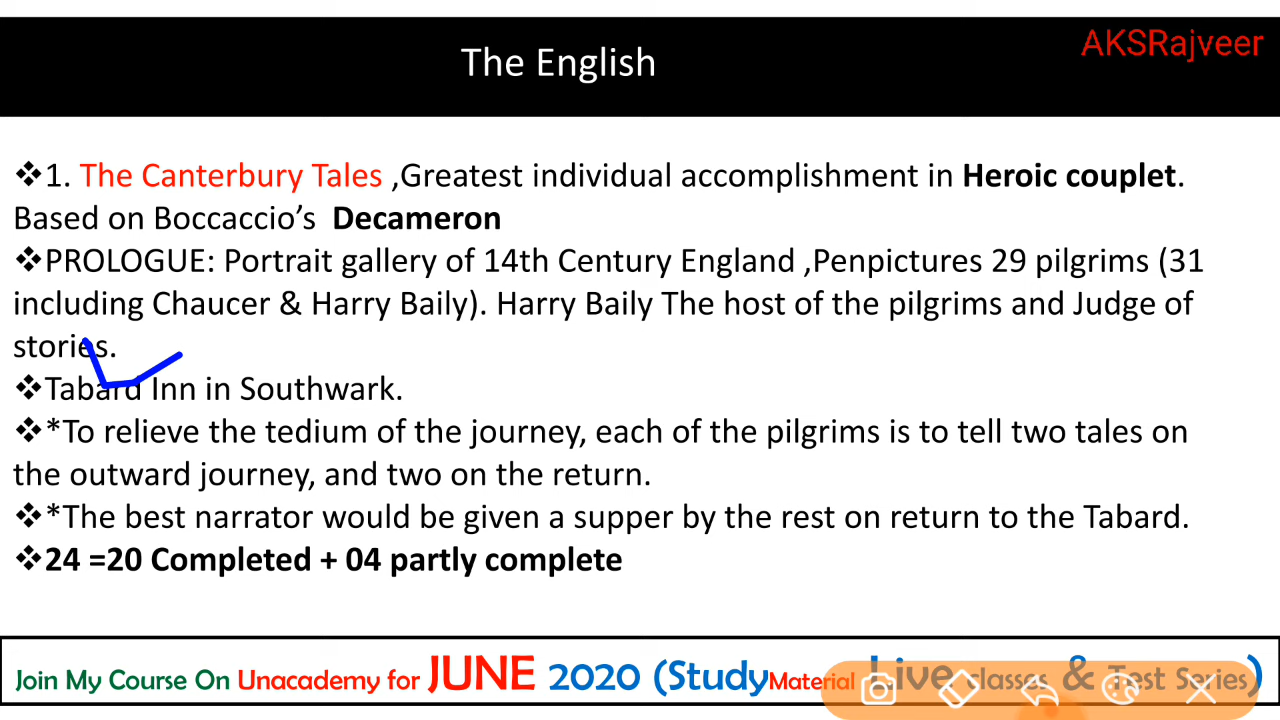 The English
AKSRajveer
❖1. The Canterbury Tales ,Greatest individual accomplishment in Heroic couplet.
Based on Boccaccio’s Decameron
❖PROLOGUE: Portrait gallery of 14th Century England ,Penpictures 29 pilgrims (31
including Chaucer & Harry Baily). Harry Baily The host of the pilgrims and Judge of
stories.
❖Tabard Inn in Southwark.
❖*To relieve the tedium of the journey, each of the pilgrims is to tell two tales on
the outward journey, and two on the return.
❖*The best narrator would be given a supper by the rest on return to the Tabard.
❖24 =20 Completed + 04 partly complete
Join My Course On Unacademy for JUNE 2020 (Study Material Live classes & Test Series)